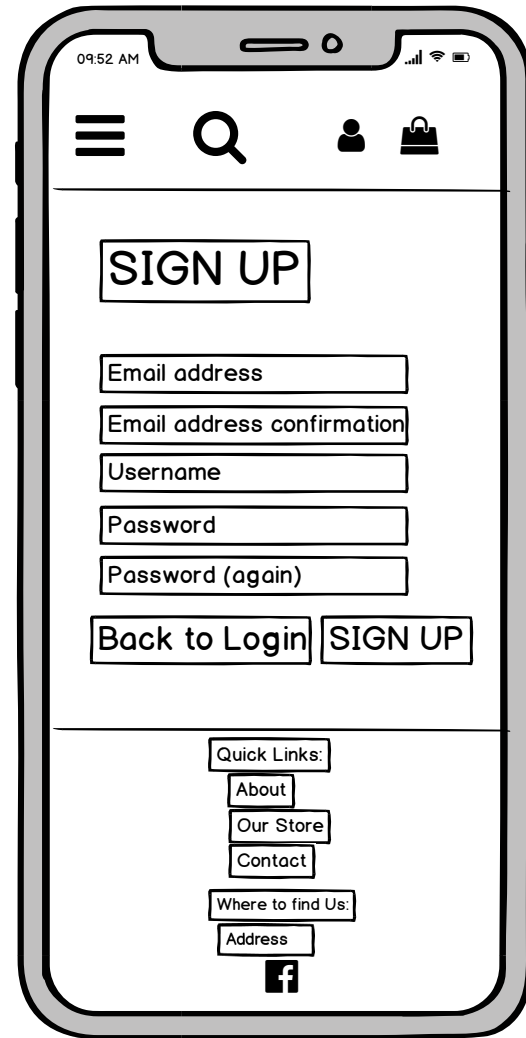 09:52 AM
SIGN UP
Email address
Email address confirmation
Username
Password
Password (again)
Back to Login SIGN UP
Quick Links:
About
Our Store
Contact
Where to find Us:
Address